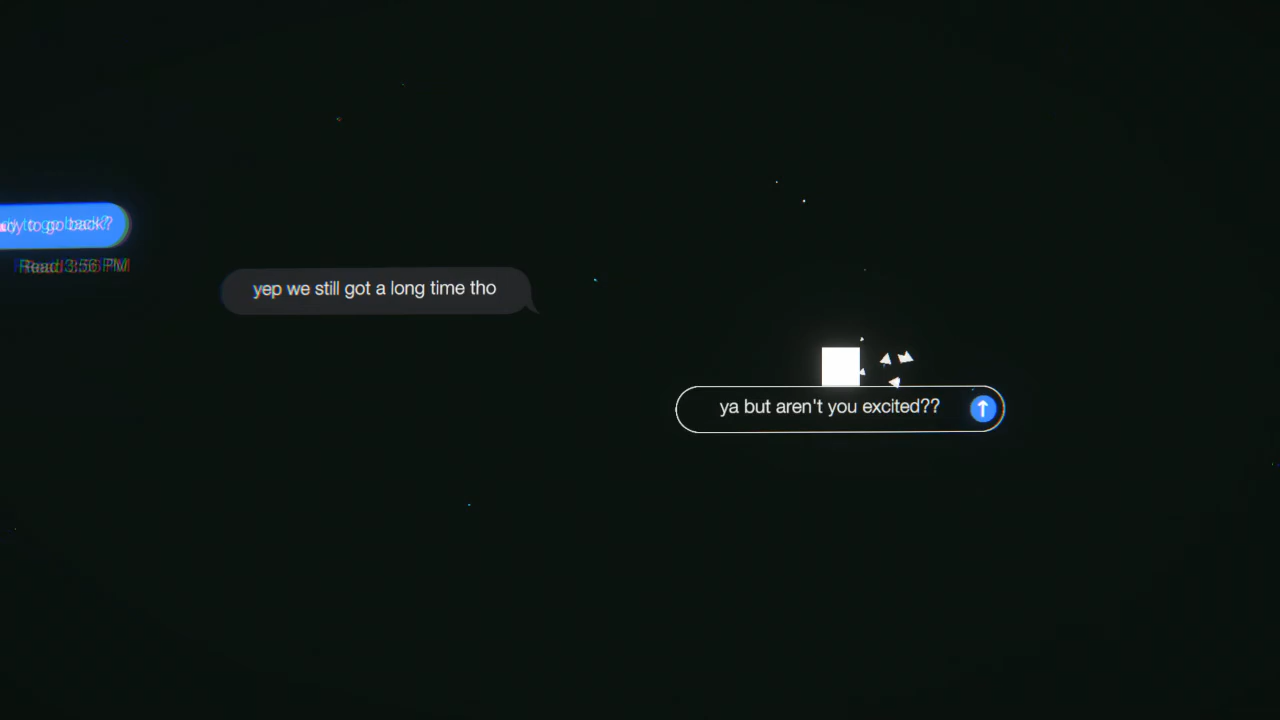 to go back?
Read 3:56 PM
yep we still got a long time tho
ya but aren't you excited??